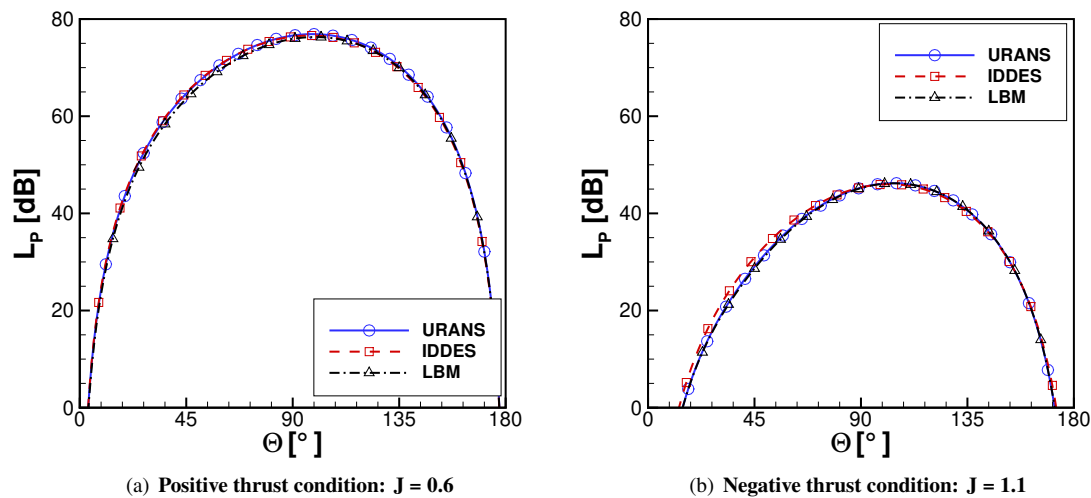 80
60
40
20
0
L_P [dB]
0 45 90 135 180
Θ [°]
URANS
IDDES
LBM
(a) Positive thrust condition: J = 0.6
80
60
40
20
0
L_P [dB]
0 45 90 135 180
Θ [°]
URANS
IDDES
LBM
(b) Negative thrust condition: J = 1.1